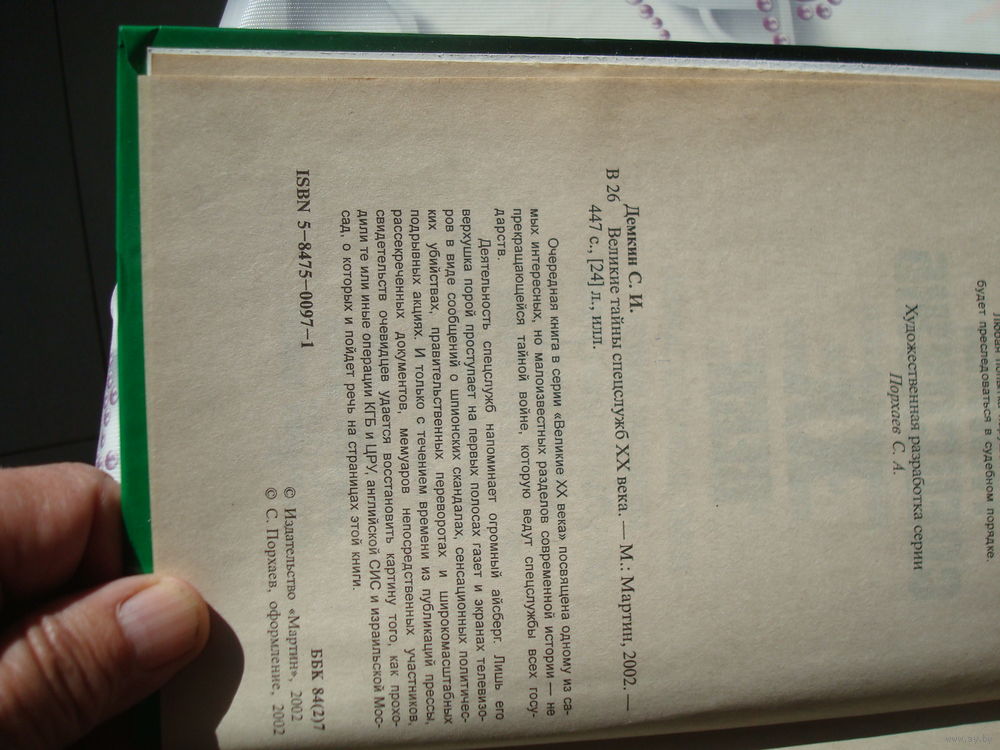 будет преследоваться в судебном порядке.
Художественная разработка серии
Порхаев С. А.
Демкин С. И.
В 26 Великие тайны спецслужб XX века. — М.: Мартин, 2002. —
447 с., [24] л., илл.
Очередная книга в серии «Великие XX века» посвящена одному из са-
мых интересных, но малоизвестных разделов современной истории — не
прекращающейся тайной войне, которую ведут спецслужбы всех госу-
дарств.
Деятельность спецслужб напоминает огромный айсберг. Лишь его
верхушка порой проступает на первых полосах газет и экранах телевизо-
ров в виде сообщений о шпионских скандалах, сенсационных политичес-
ких убийствах, правительственных переворотах и широкомасштабных
подрывных акциях. И только с течением времени из публикаций прессы,
рассекреченных документов, мемуаров непосредственных участников,
свидетельств очевидцев удается восстановить картину того, как прохо-
дили те или иные операции КГБ и ЦРУ, английской СИС и израильской Мос-
сад, о которых и пойдет речь на страницах этой книги.
ББК 84(2)7
ISBN 5–8475–0097–1
© Издательство «Мартин», 2002
© С. Порхаев, оформление, 2002
www.ay.by